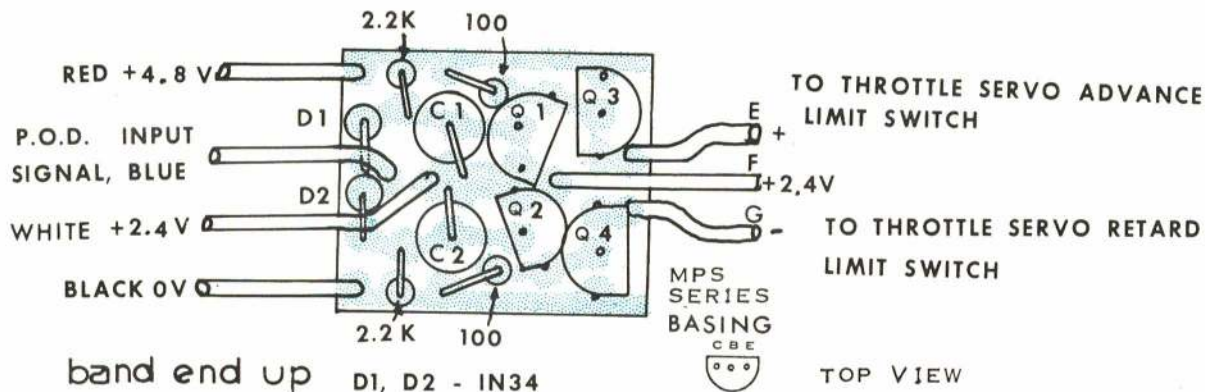 2.2K
100
RED +4.8 V
P.O.D. INPUT
SIGNAL, BLUE
WHITE +2.4 V
BLACK 0V
D1
D2
C1
C2
Q1
Q2
Q3
Q4
E
+
F
+2.4V
G
-
TO THROTTLE SERVO ADVANCE
LIMIT SWITCH
TO THROTTLE SERVO RETARD
LIMIT SWITCH
2.2K
100
MPS
SERIES
BASING
C B E
TOP VIEW
band end up
D1, D2 - IN34